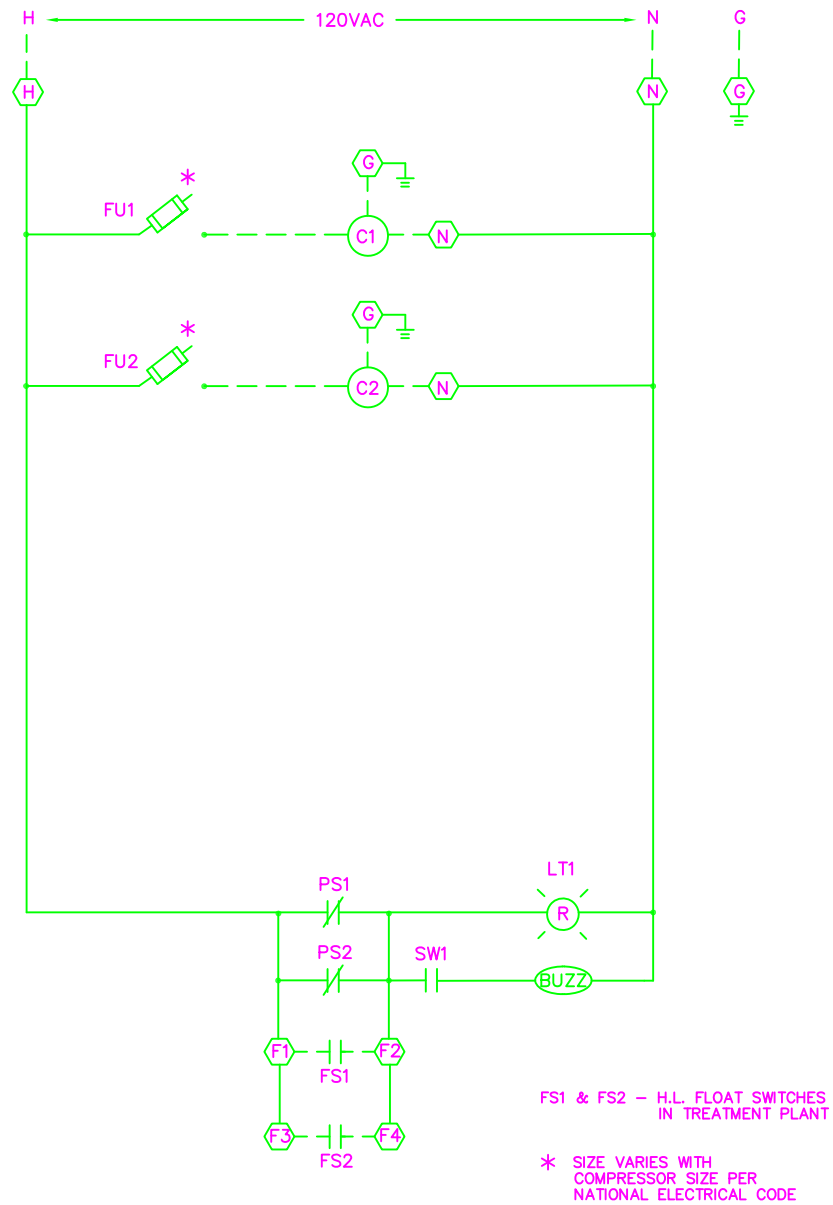 H 120VAC N G
H N G
*
G
FU1
C1 N
*
G
FU2
C2 N
LT1
PS1
R
PS2 SW1
BUZZ
F1 F2
FS1
F3 F4
FS2
FS1 & FS2 – H.L. FLOAT SWITCHES
IN TREATMENT PLANT
* SIZE VARIES WITH
COMPRESSOR SIZE PER
NATIONAL ELECTRICAL CODE